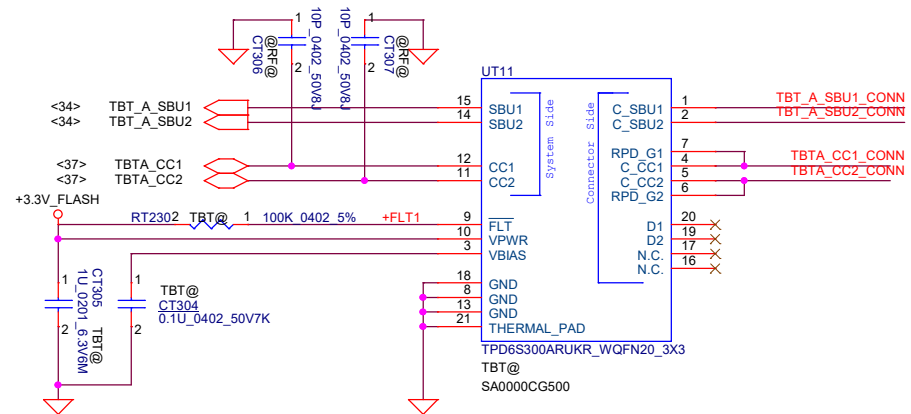 1
10P_0402_50V8J
@RF@
CT306
2
1
10P_0402_50V8J
@RF@
CT307
2
UT11
<34> TBT_A_SBU1
15
SBU1
System Side
Connector Side
C_SBU1
1
TBT_A_SBU1_CONN
<34> TBT_A_SBU2
14
SBU2
C_SBU2
2
TBT_A_SBU2_CONN
RPD_G1
7
<37> TBTA_CC1
12
CC1
C_CC1
4
TBTA_CC1_CONN
<37> TBTA_CC2
11
CC2
C_CC2
5
TBTA_CC2_CONN
RPD_G2
6
+3.3V_FLASH
RT230 2 TBT@ 1 100K_0402_5% +FLT1
9
FLT
D1
20
10
VPWR
D2
19
3
VBIAS
N.C.
17
N.C.
16
1
CT305
1U_0201_6.3V6M
TBT@
2
1
TBT@
CT304
0.1U_0402_50V7K
2
18
GND
8
GND
13
GND
21
THERMAL_PAD
TPD6S300ARUKR_WQFN20_3X3
TBT@
SA0000CG500